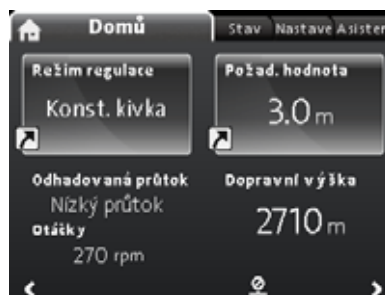 Domů Stav Nastave Asisten
Režim regulace Požad. hodnota
Konst. kivka 3.0 m
Odhadovaná průtok Dopravní výška
Nízký průtok 2710 m
Otáčky
270 rpm